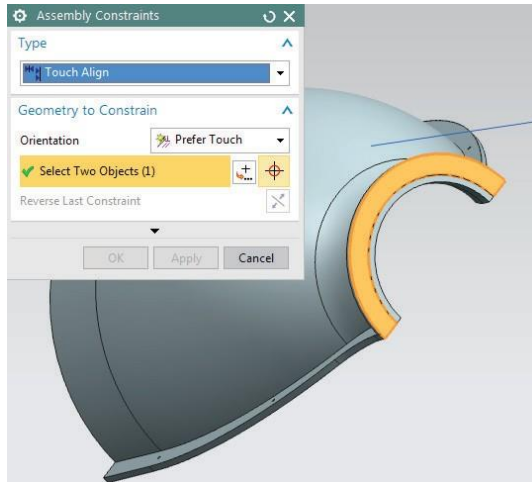 Assembly Constraints
Type
Touch Align
Geometry to Constrain
Orientation Prefer Touch
Select Two Objects (1)
Reverse Last Constraint
OK Apply Cancel